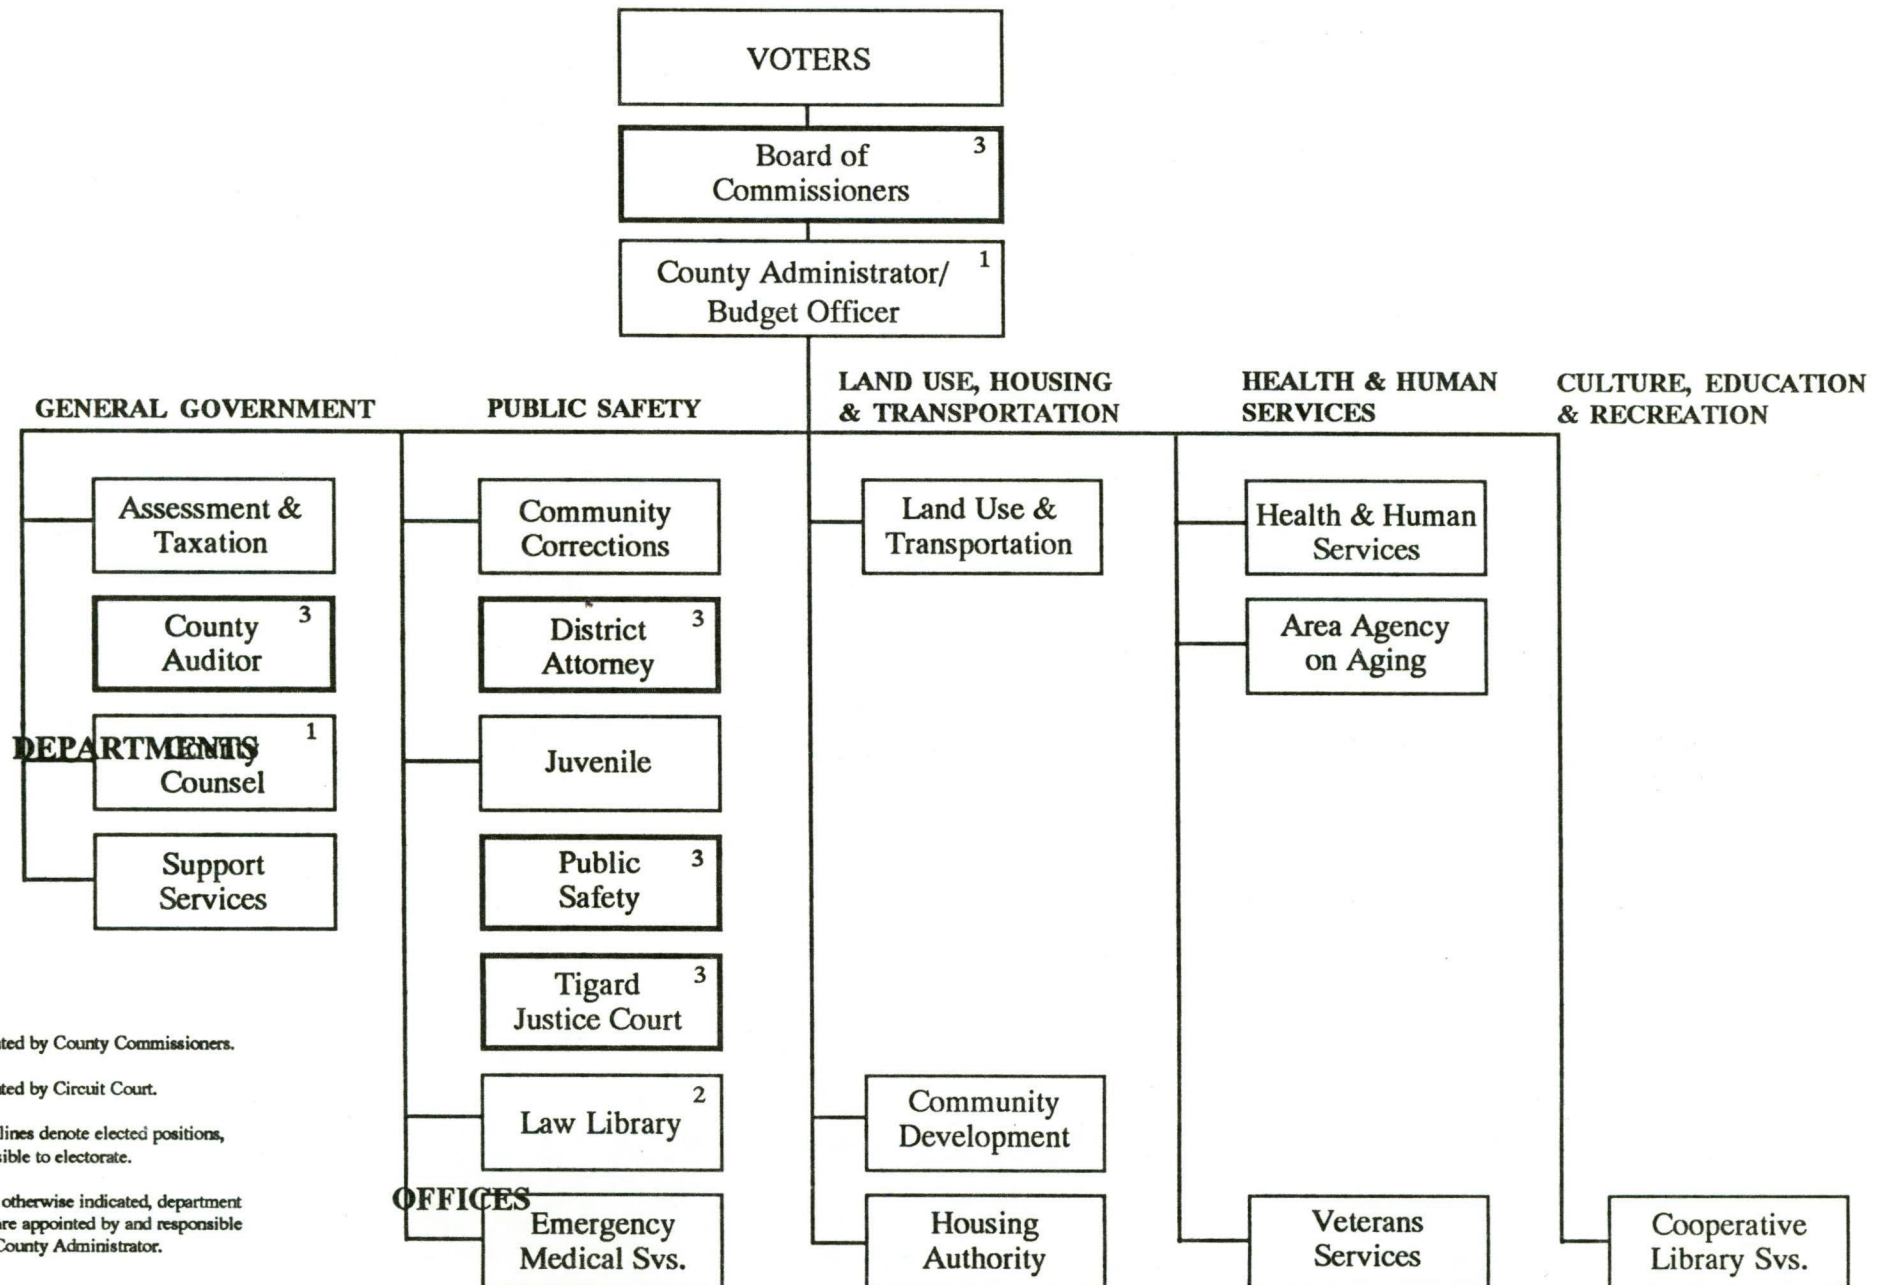 VOTERS
Board of 3
Commissioners
County Administrator/ 1
Budget Officer
GENERAL GOVERNMENT
PUBLIC SAFETY
LAND USE, HOUSING
& TRANSPORTATION
HEALTH & HUMAN
SERVICES
CULTURE, EDUCATION
& RECREATION
Assessment &
Taxation
County 3
Auditor
DEPARTMENTS
County 1
Counsel
Support
Services
Community
Corrections
District 3
Attorney
Juvenile
Public 3
Safety
Tigard 3
Justice Court
Law Library 2
OFFICES
Emergency
Medical Svs.
Land Use &
Transportation
Community
Development
Housing
Authority
Health & Human
Services
Area Agency
on Aging
Veterans
Services
Cooperative
Library Svs.
ted by County Commissioners.
ted by Circuit Court.
lines denote elected positions,
sible to electorate.
otherwise indicated, department
are appointed by and responsible
County Administrator.